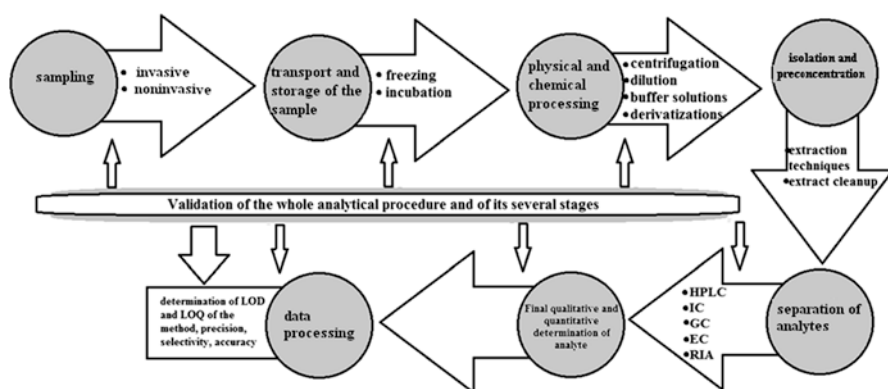 sampling
• invasive
• noninvasive
transport and
storage of the
sample
• freezing
• incubation
physical and
chemical
processing
• centrifugation
• dilution
• buffer solutions
• derivatizations
isolation and
preconcentration
• extraction
techniques
• extract cleanup
Validation of the whole analytical procedure and of its several stages
separation of
analytes
• HPLC
• IC
• GC
• EC
• RIA
Final qualitative and
quantitative
determination of
analyte
data
processing
determination of LOD
and LOQ of the
method, precision,
selectivity, accuracy